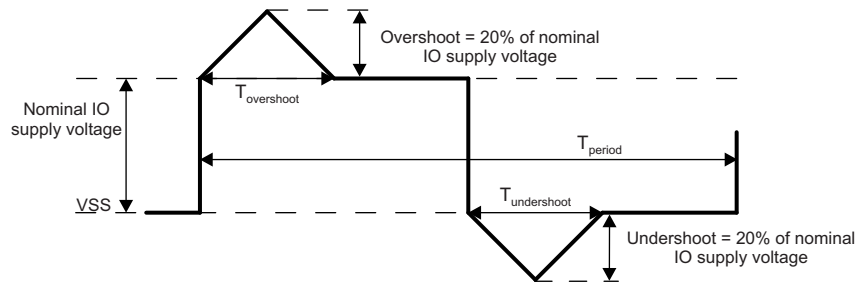 Overshoot = 20% of nominal
IO supply voltage
Nominal IO
supply voltage
Tovershoot
Tperiod
VSS
Tundershoot
Undershoot = 20% of nominal
IO supply voltage